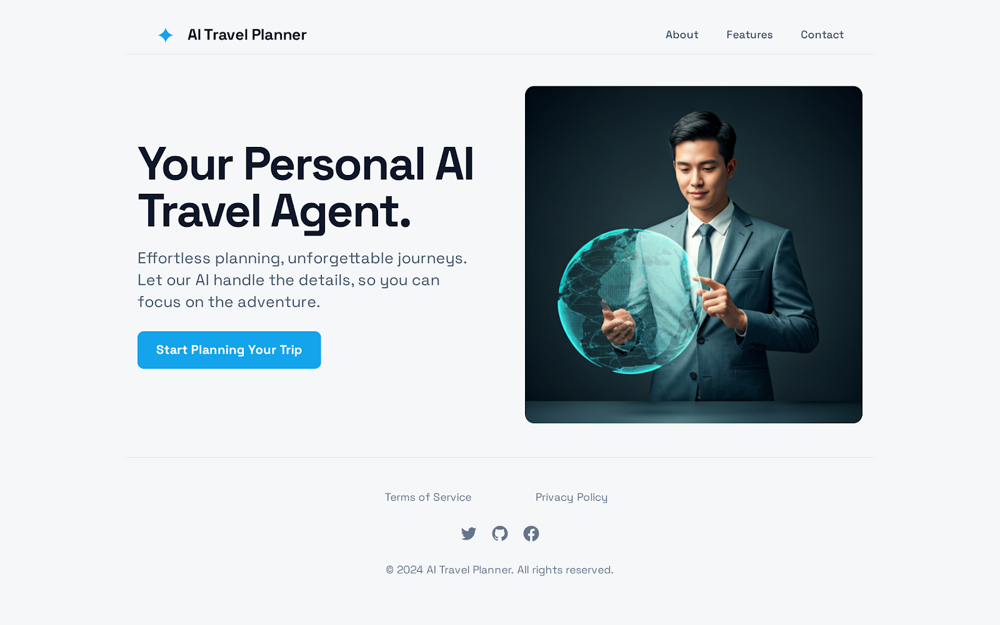 AI Travel Planner
About
Features
Contact
Your Personal AI
Travel Agent.
Effortless planning, unforgettable journeys.
Let our AI handle the details, so you can
focus on the adventure.
Start Planning Your Trip
Terms of Service
Privacy Policy
© 2024 AI Travel Planner. All rights reserved.